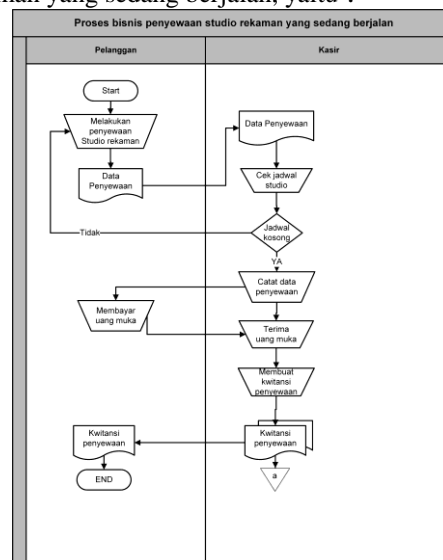 man yang sedang berjalan, yaitu :
Proses bisnis penyewaan studio rekaman yang sedang berjalan
Pelanggan
Kasir
Start
Melakukan
penyewaan
Studio rekaman
Data
Penyewaan
Data Penyewaan
Cek jadwal
studio
Jadwal
kosong
Tidak
YA
Catat data
penyewaan
Membayar
uang muka
Terima
uang muka
Membuat
kwitansi
penyewaan
Kwitansi
penyewaan
Kwitansi
penyewaan
END
a